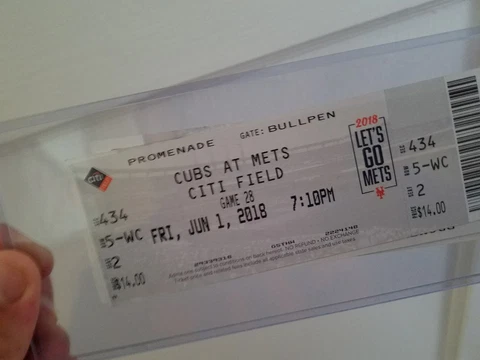 PROMENADE GATE: BULLPEN
CUBS AT METS
CITI FIELD
GAME 28
FRI, JUN 1, 2018 7:10PM
434
5-WC
2
$14.00
2018
LET'S
GO
METS
434
5-WC
2
$14.00